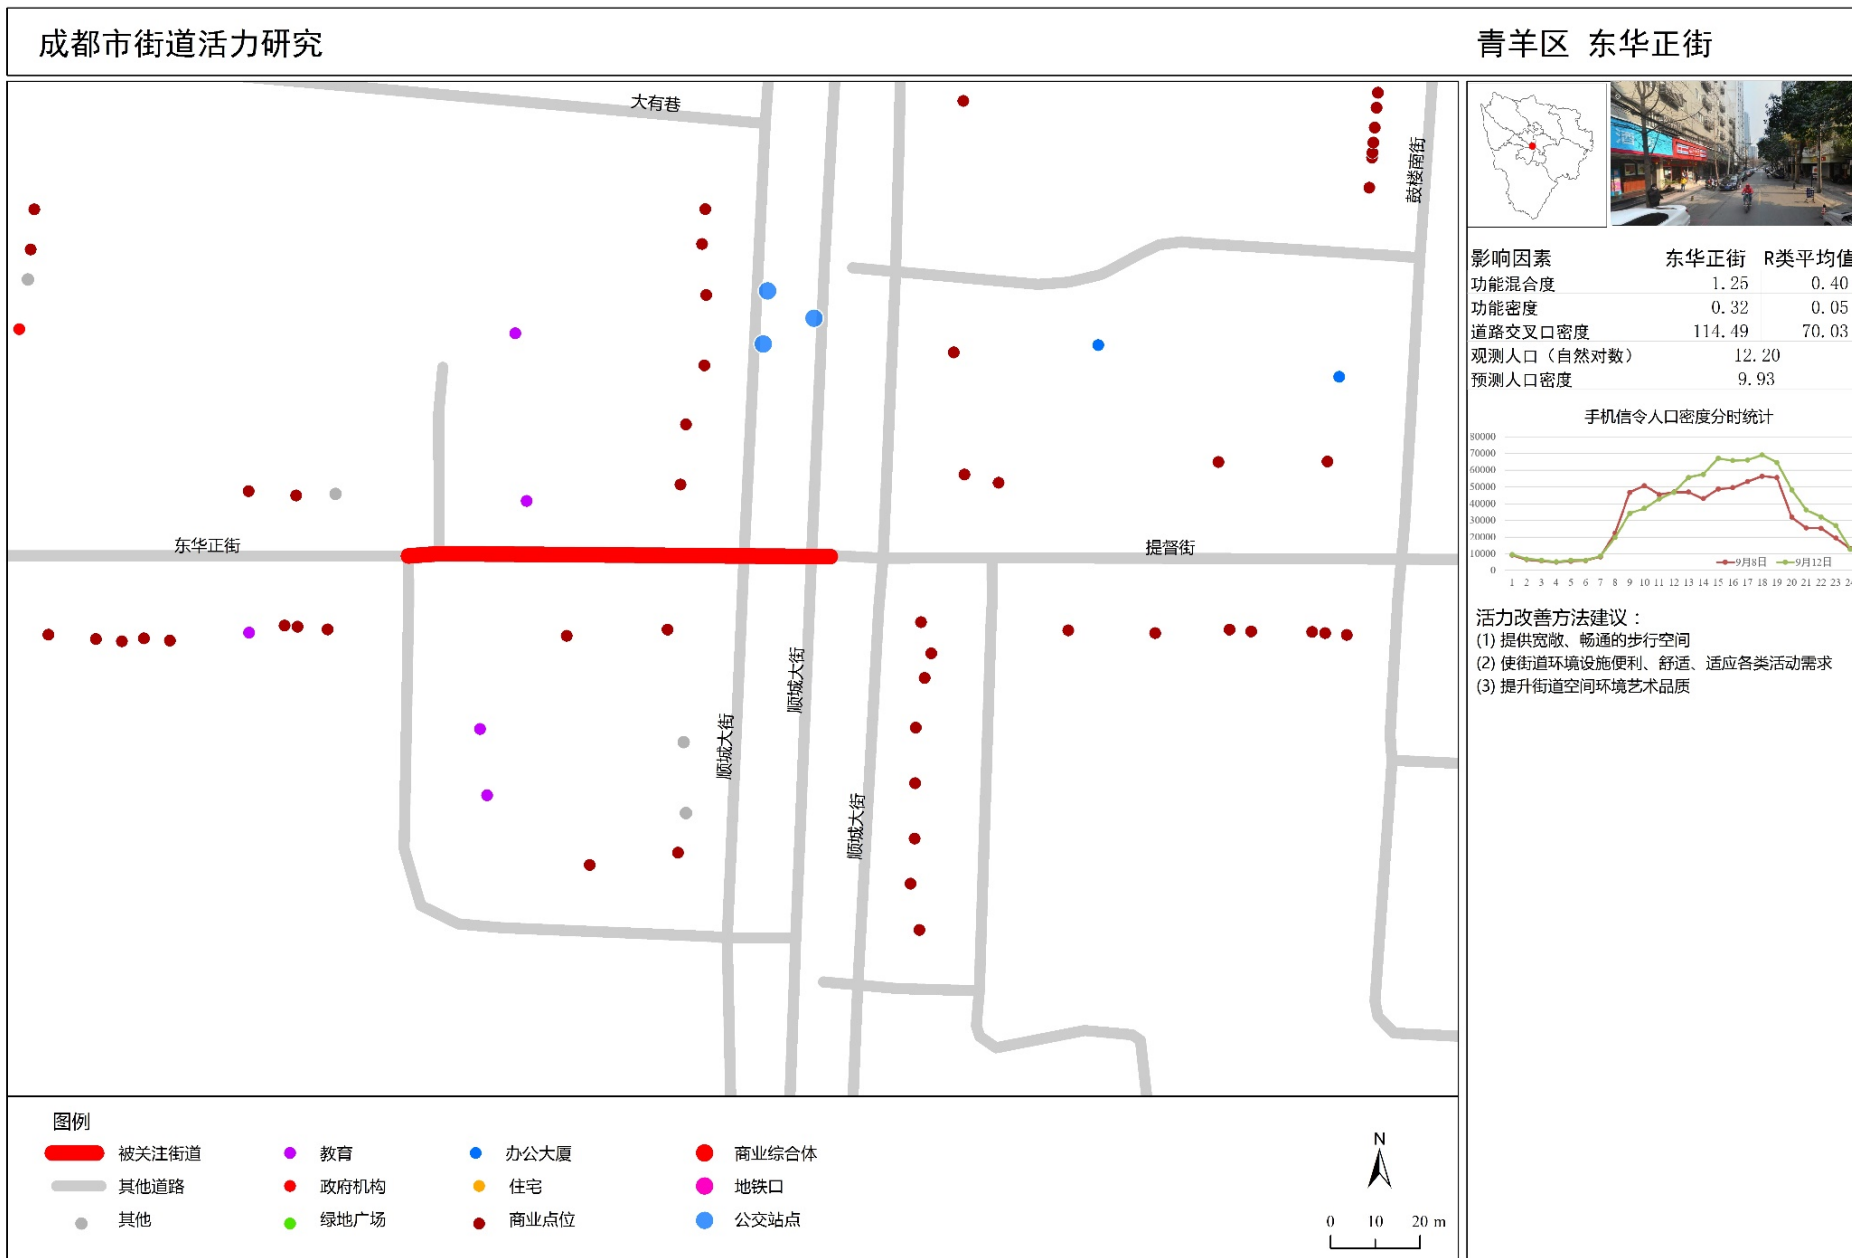 成都市街道活力研究
青羊区 东华正街
大有巷
鼓楼南街
东华正街
提督街
顺城大街
顺城大街
顺城大街
影响因素 东华正街 R类平均值
功能混合度 1.25 0.40
功能密度 0.32 0.05
道路交叉口密度 114.49 70.03
观测人口（自然对数） 12.20
预测人口密度 9.93
手机信令人口密度分时统计
80000
70000
60000
50000
40000
30000
20000
10000
0
9月8日 9月12日
1 2 3 4 5 6 7 8 9 10 11 12 13 14 15 16 17 18 19 20 21 22 23 24
活力改善方法建议：
(1) 提供宽敞、畅通的步行空间
(2) 使街道环境设施便利、舒适、适应各类活动需求
(3) 提升街道空间环境艺术品质
图例
被关注街道 教育 办公大厦 商业综合体
其他道路 政府机构 住宅 地铁口
其他 绿地广场 商业点位 公交站点
N
0 10 20 m